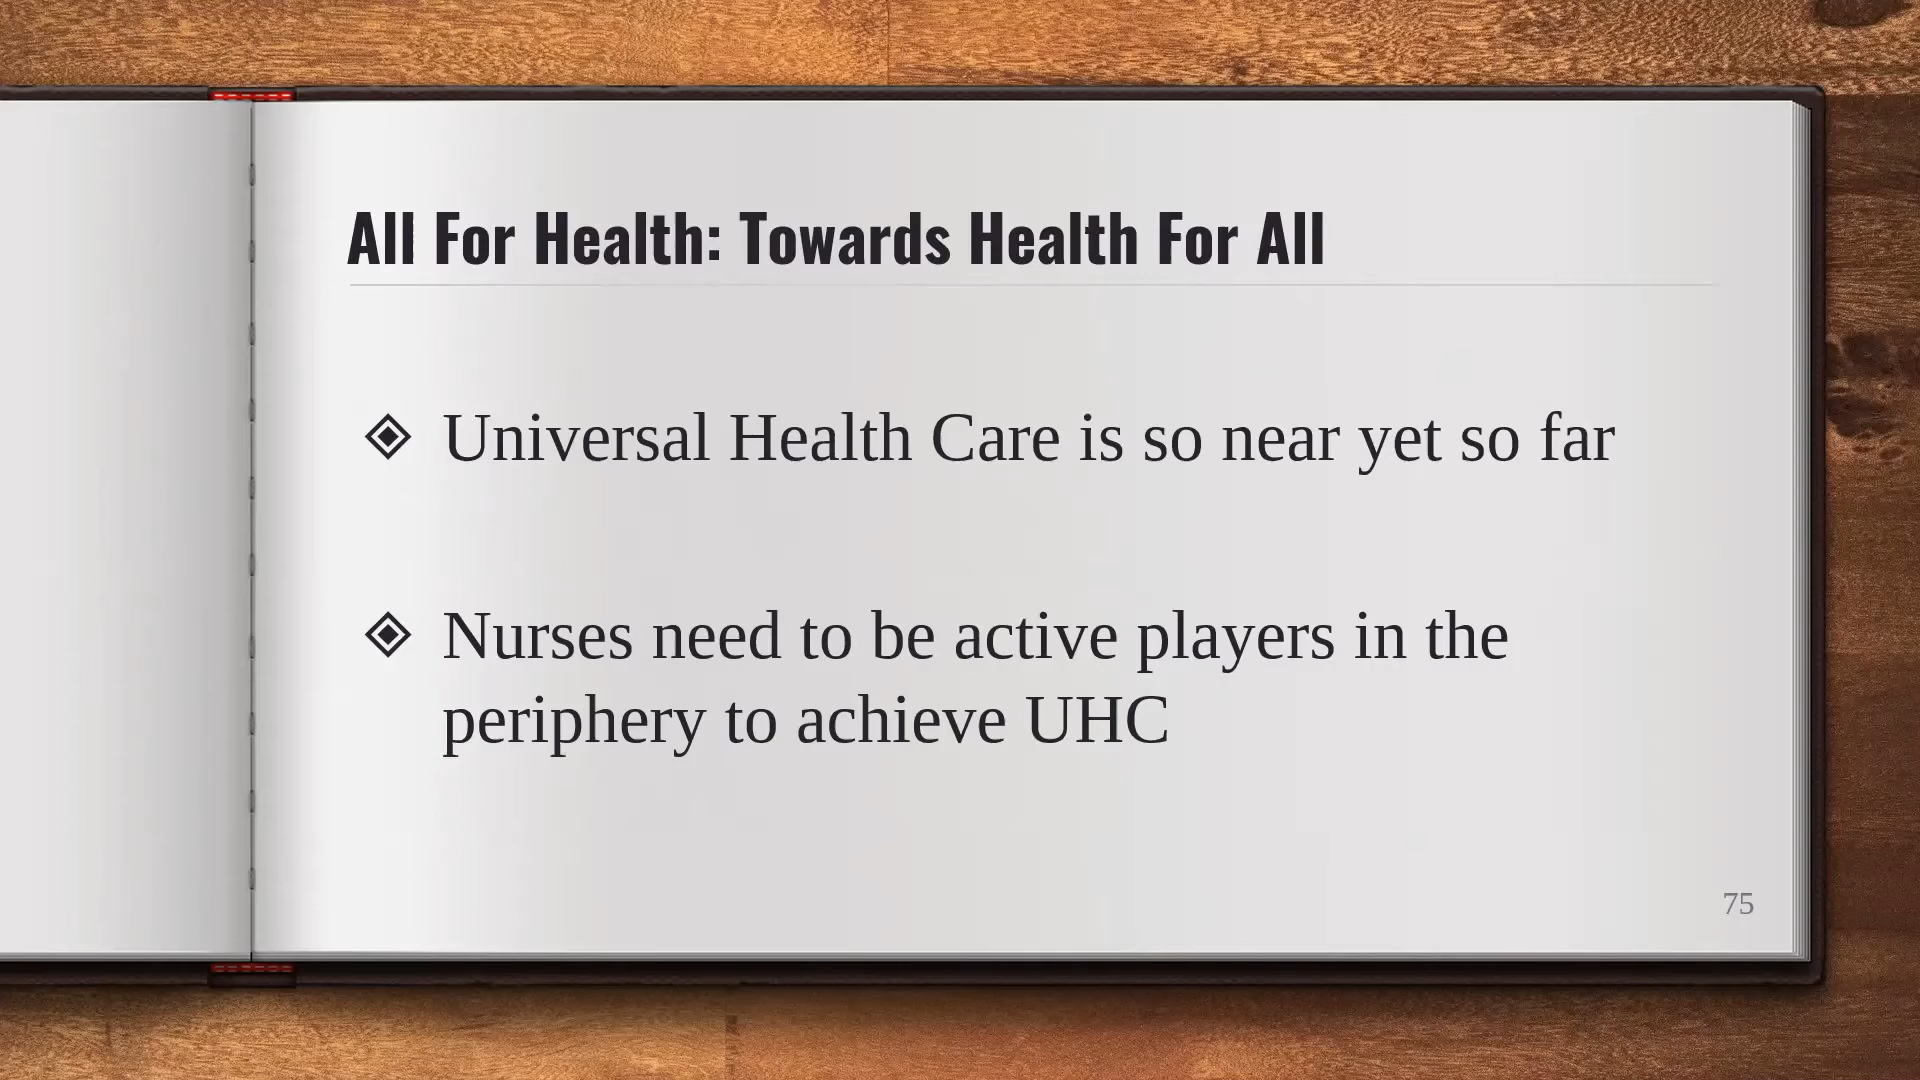 All For Health: Towards Health For All
Universal Health Care is so near yet so far
Nurses need to be active players in the
periphery to achieve UHC
75